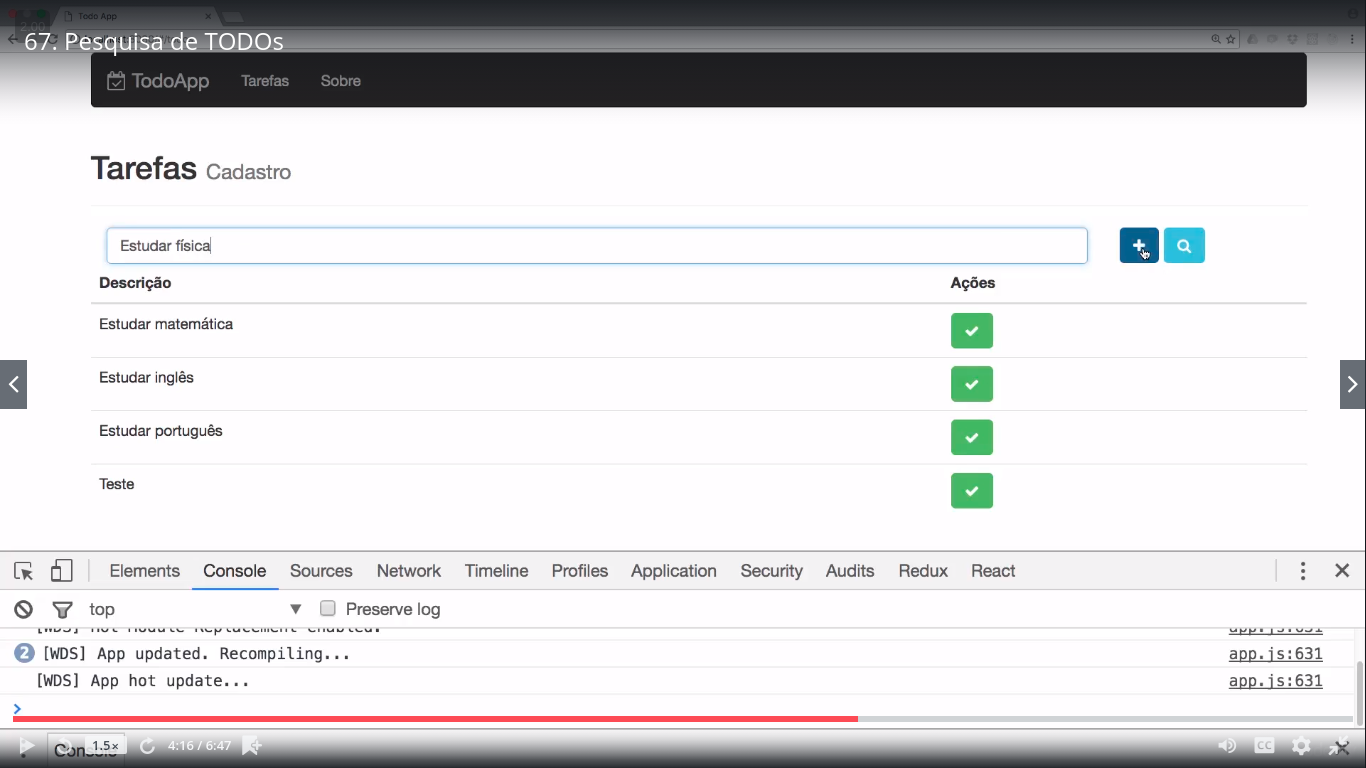 Todo App
67. Pesquisa de TODOs
TodoApp Tarefas Sobre
Tarefas Cadastro
Estudar física
Descrição Ações
Estudar matemática
Estudar inglês
Estudar português
Teste
Elements Console Sources Network Timeline Profiles Application Security Audits Redux React
top Preserve log
[WDS] Hot Module Replacement enabled. app.js:631
2 [WDS] App updated. Recompiling... app.js:631
[WDS] App hot update... app.js:631
Console 1.5x 4:16 / 6:47 CC